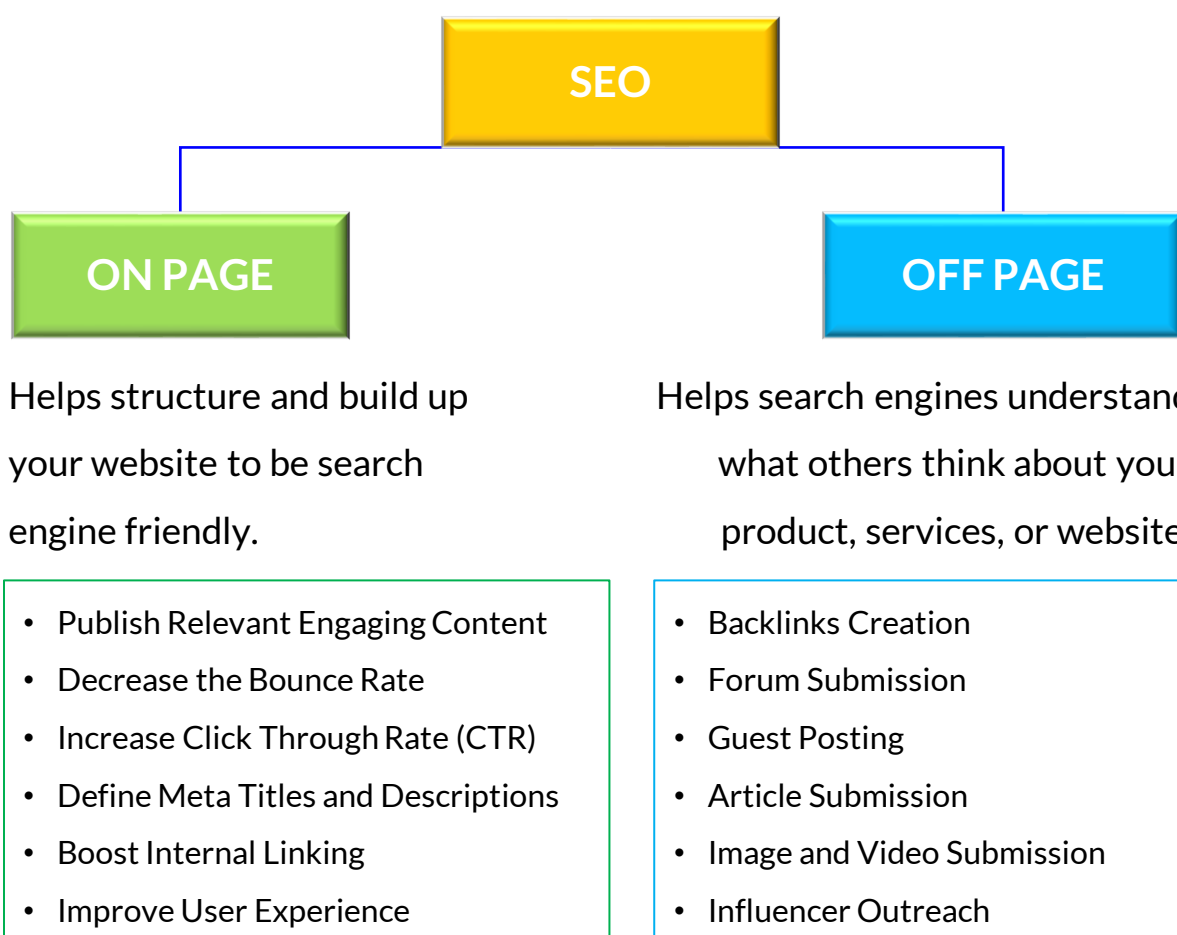 SEO
ON PAGE
OFF PAGE
Helps structure and build up
your website to be search
engine friendly.
Helps search engines understand
what others think about you
product, services, or website
• Publish Relevant Engaging Content
• Decrease the Bounce Rate
• Increase Click Through Rate (CTR)
• Define Meta Titles and Descriptions
• Boost Internal Linking
• Improve User Experience
• Backlinks Creation
• Forum Submission
• Guest Posting
• Article Submission
• Image and Video Submission
• Influencer Outreach